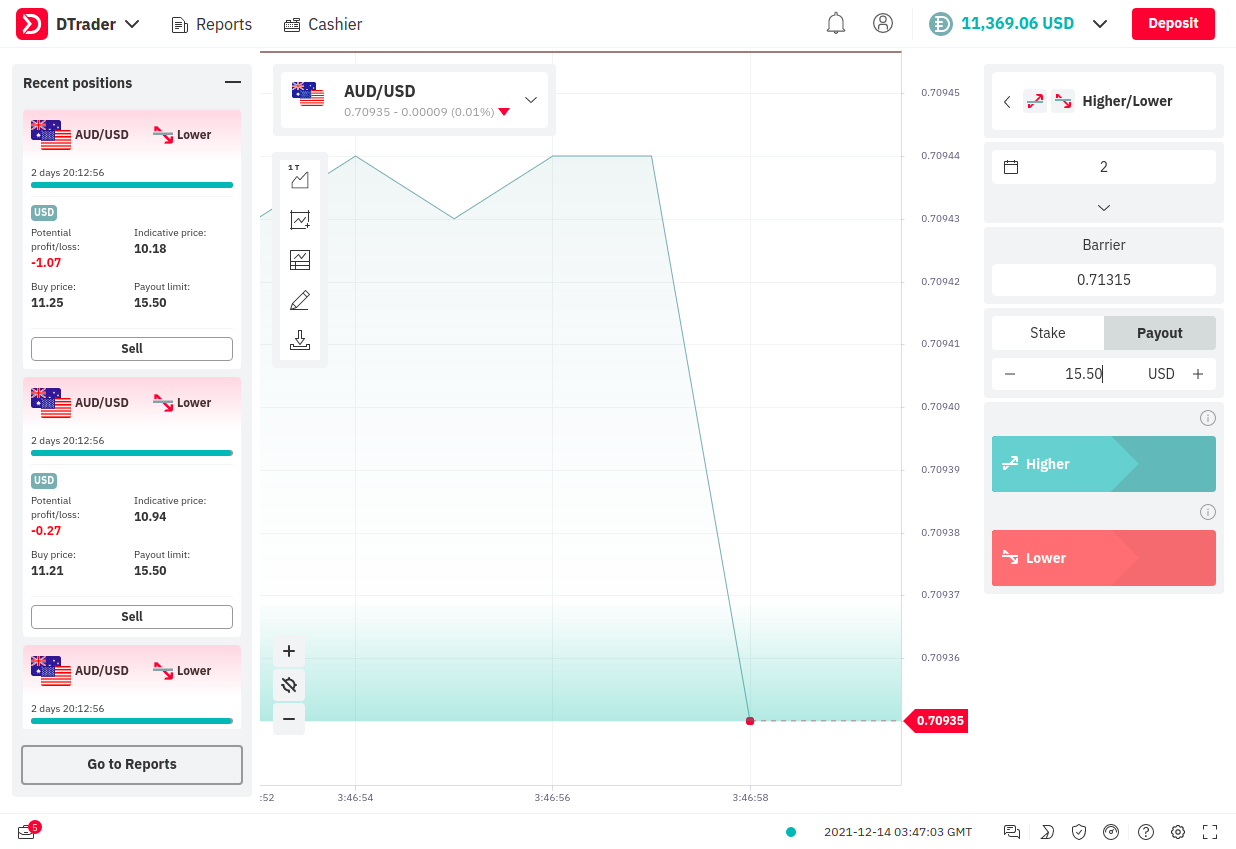 DTrader
Reports
Cashier
11,369.06 USD
Deposit
Recent positions
AUD/USD
Lower
2 days 20:12:56
USD
Potential
profit/loss:
-1.07
Indicative price:
10.18
Buy price:
11.25
Payout limit:
15.50
Sell
AUD/USD
Lower
2 days 20:12:56
USD
Potential
profit/loss:
-0.27
Indicative price:
10.94
Buy price:
11.21
Payout limit:
15.50
Sell
AUD/USD
Lower
2 days 20:12:56
Go to Reports
AUD/USD
0.70935 - 0.00009 (0.01%)
1 T
0.70945
0.70944
0.70943
0.70942
0.70941
0.70940
0.70939
0.70938
0.70937
0.70936
0.70935
:52
3:46:54
3:46:56
3:46:58
Higher/Lower
2
Barrier
0.71315
Stake
Payout
15.50
USD
Higher
Lower
5
2021-12-14 03:47:03 GMT